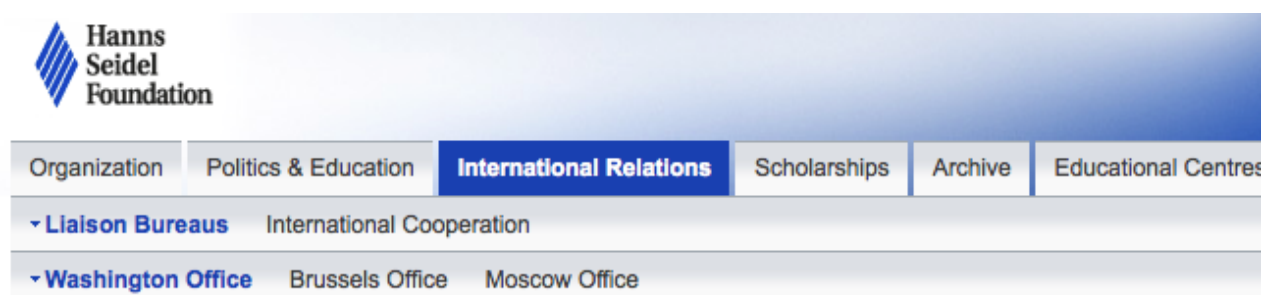 Hanns
Seidel
Foundation
Organization Politics & Education International Relations Scholarships Archive Educational Centres
Liaison Bureaus International Cooperation
Washington Office Brussels Office Moscow Office